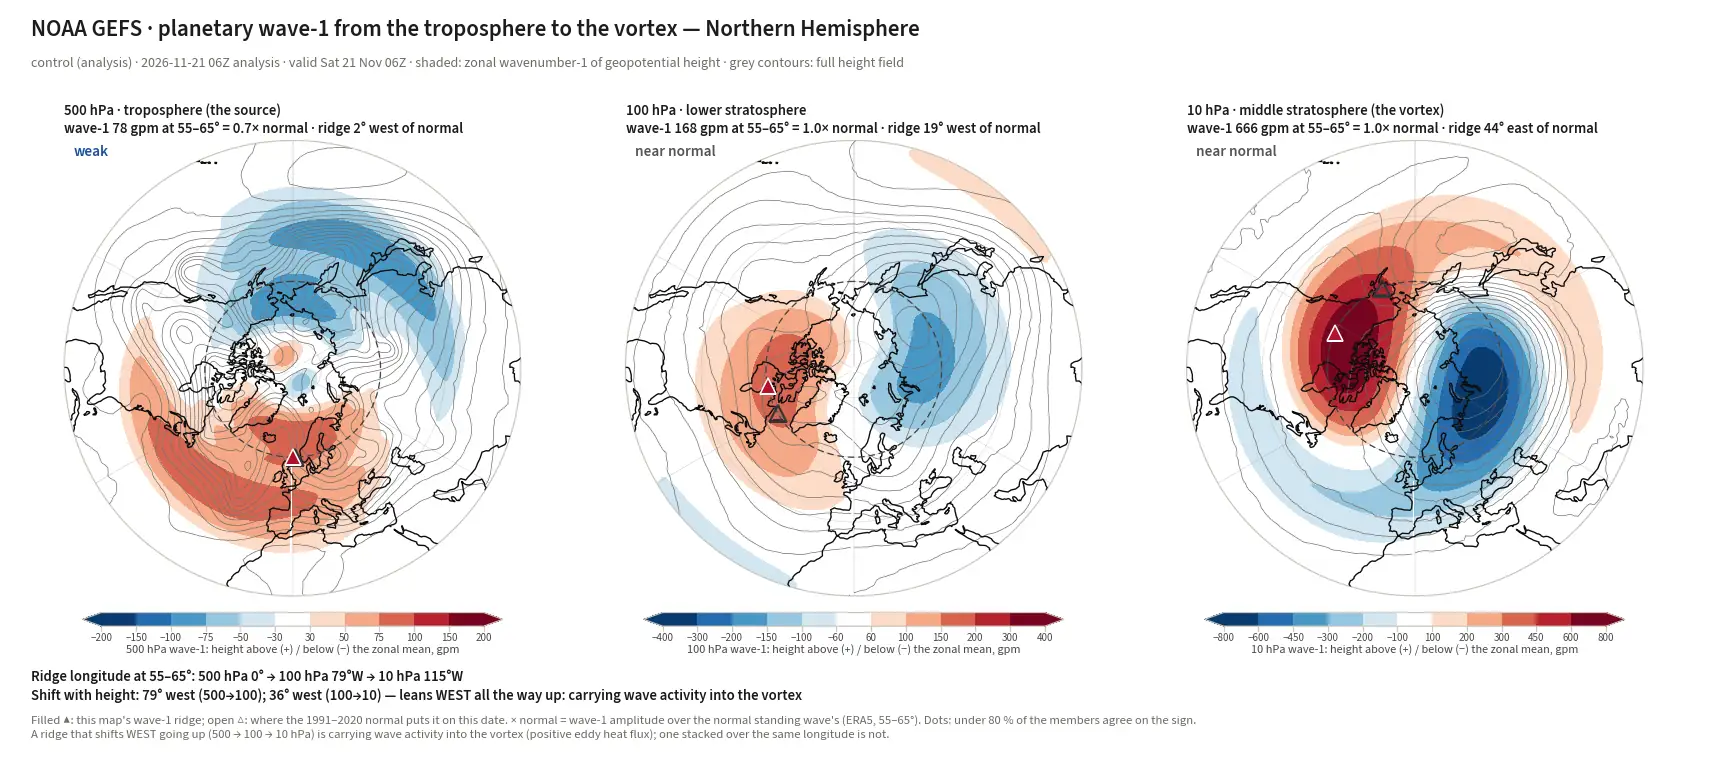 NOAA GEFS · planetary wave-1 from the troposphere to the vortex — Northern Hemisphere
control (analysis) · 2026-11-21 06Z analysis · valid Sat 21 Nov 06Z · shaded: zonal wavenumber-1 of geopotential height · grey contours: full height field
500 hPa · troposphere (the source)
wave-1 78 gpm at 55–65° = 0.7× normal · ridge 2° west of normal
weak
100 hPa · lower stratosphere
wave-1 168 gpm at 55–65° = 1.0× normal · ridge 19° west of normal
near normal
10 hPa · middle stratosphere (the vortex)
wave-1 666 gpm at 55–65° = 1.0× normal · ridge 44° east of normal
near normal
−200 −150 −100 −75 −50 −30 30 50 75 100 150 200
500 hPa wave-1: height above (+) / below (−) the zonal mean, gpm
−400 −300 −200 −150 −100 −60 60 100 150 200 300 400
100 hPa wave-1: height above (+) / below (−) the zonal mean, gpm
−800 −600 −450 −300 −200 −100 100 200 300 450 600 800
10 hPa wave-1: height above (+) / below (−) the zonal mean, gpm
Ridge longitude at 55–65°: 500 hPa 0° → 100 hPa 79°W → 10 hPa 115°W
Shift with height: 79° west (500→100); 36° west (100→10) — leans WEST all the way up: carrying wave activity into the vortex
Filled ▲: this map's wave-1 ridge; open △: where the 1991–2020 normal puts it on this date. × normal = wave-1 amplitude over the normal standing wave's (ERA5, 55–65°). Dots: under 80 % of the members agree on the sign.
A ridge that shifts WEST going up (500 → 100 → 10 hPa) is carrying wave activity into the vortex (positive eddy heat flux); one stacked over the same longitude is not.